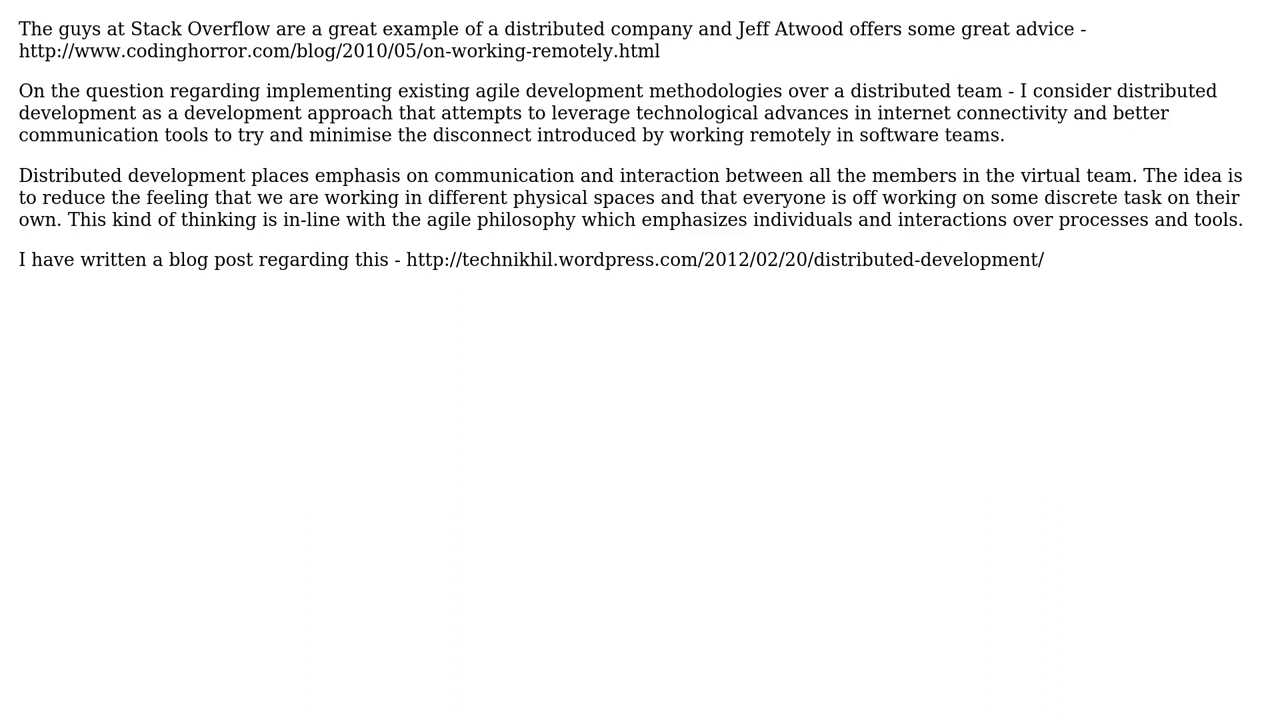 The guys at Stack Overflow are a great example of a distributed company and Jeff Atwood offers some great advice -
http://www.codinghorror.com/blog/2010/05/on-working-remotely.html
On the question regarding implementing existing agile development methodologies over a distributed team - I consider distributed
development as a development approach that attempts to leverage technological advances in internet connectivity and better
communication tools to try and minimise the disconnect introduced by working remotely in software teams.
Distributed development places emphasis on communication and interaction between all the members in the virtual team. The idea is
to reduce the feeling that we are working in different physical spaces and that everyone is off working on some discrete task on their
own. This kind of thinking is in-line with the agile philosophy which emphasizes individuals and interactions over processes and tools.
I have written a blog post regarding this - http://technikhil.wordpress.com/2012/02/20/distributed-development/